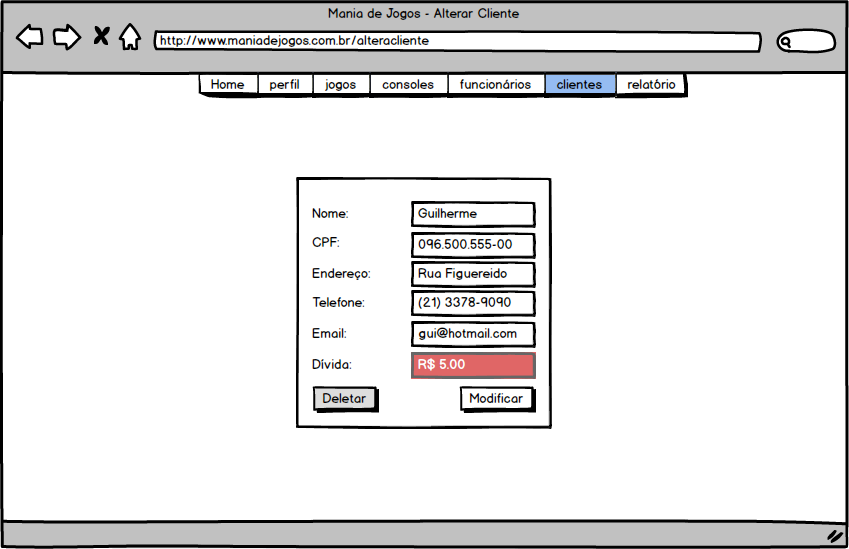 Mania de Jogos - Alterar Cliente
http://www.maniadejogos.com.br/alteracliente
Home perfil jogos consoles funcionários clientes relatório
Nome: Guilherme
CPF: 096.500.555-00
Endereço: Rua Figuereido
Telefone: (21) 3378-9090
Email: gui@hotmail.com
Dívida: R$ 5.00
Deletar Modificar